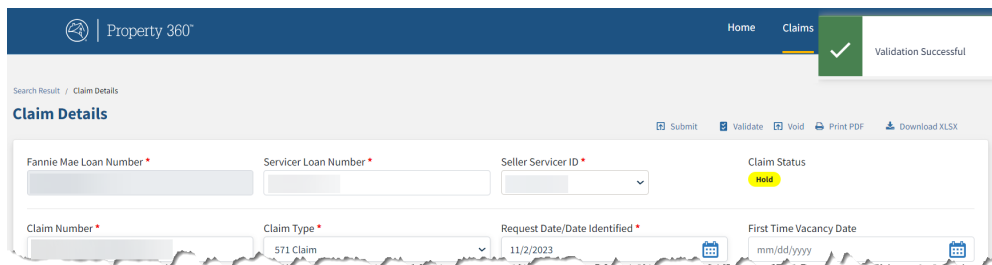 Property 360™
Home
Claims
Validation Successful
Search Result / Claim Details
Claim Details
Submit
Validate
Void
Print PDF
Download XLSX
Fannie Mae Loan Number *
Servicer Loan Number *
Seller Servicer ID *
Claim Status
Hold
Claim Number *
Claim Type *
Request Date/Date Identified *
First Time Vacancy Date
571 Claim
11/2/2023
mm/dd/yyyy